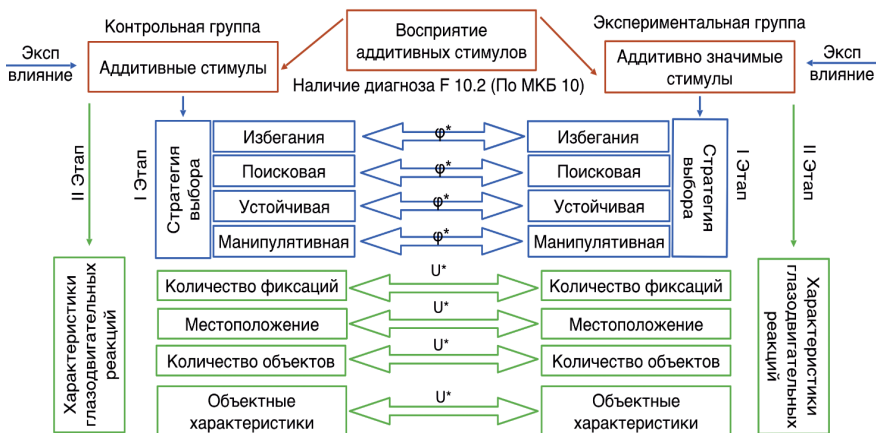 Контрольная группа
Восприятие
аддитивных стимулов
Экспериментальная группа
Эксп
влияние
Аддитивные стимулы
Аддитивно значимые
стимулы
Эксп
влияние
Наличие диагноза F 10.2 (По МКБ 10)
II Этап
I Этап
Стратегия
выбора
Избегания
φ*
Избегания
Поисковая
φ*
Поисковая
Устойчивая
φ*
Устойчивая
Манипулятивная
φ*
Манипулятивная
Стратегия
выбора
I Этап
II Этап
Характеристики
глазодвигательных
реакций
Количество фиксаций
U*
Количество фиксаций
Местоположение
U*
Местоположение
Количество объектов
U*
Количество объектов
Объектные
характеристики
U*
Объектные
характеристики
Характеристики
глазодвигательных
реакций